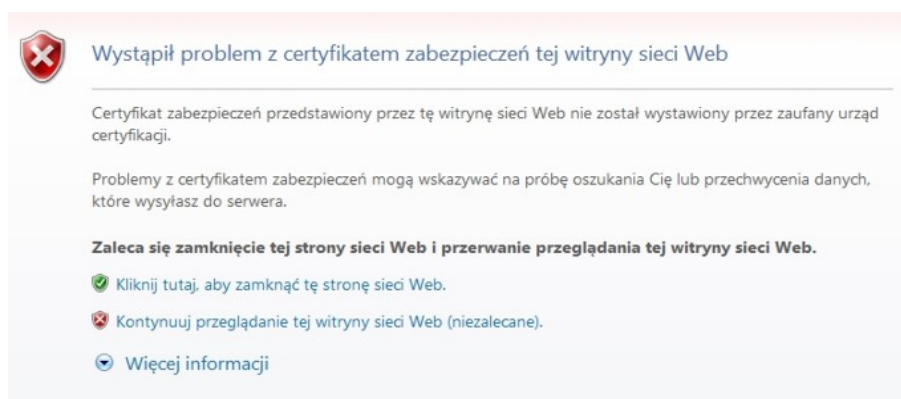 Wystąpił problem z certyfikatem zabezpieczeń tej witryny sieci Web
Certyfikat zabezpieczeń przedstawiony przez tę witrynę sieci Web nie został wystawiony przez zaufany urząd
certyfikacji.
Problemy z certyfikatem zabezpieczeń mogą wskazywać na próbę oszukania Cię lub przechwycenia danych,
które wysyłasz do serwera.
Zaleca się zamknięcie tej strony sieci Web i przerwanie przeglądania tej witryny sieci Web.
Kliknij tutaj, aby zamknąć tę stronę sieci Web.
Kontynuuj przeglądanie tej witryny sieci Web (niezalecane).
Więcej informacji